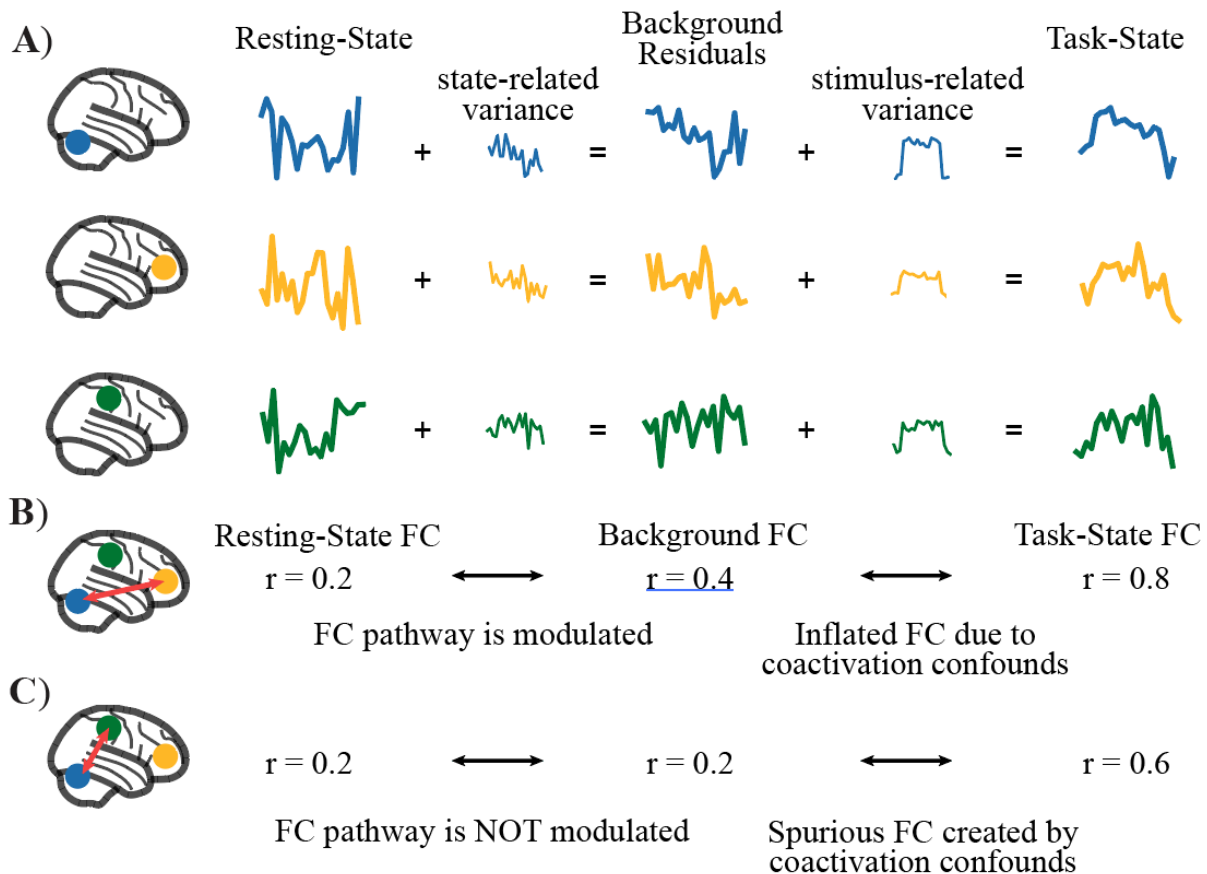 A)
Resting-State
Background
Residuals
Task-State
state-related
variance
stimulus-related
variance
+ = + =
+ = + =
+ = + =
B)
Resting-State FC
Background FC
Task-State FC
r = 0.2
r = 0.4
r = 0.8
FC pathway is modulated
Inflated FC due to
coactivation confounds
C)
r = 0.2
r = 0.2
r = 0.6
FC pathway is NOT modulated
Spurious FC created by
coactivation confounds